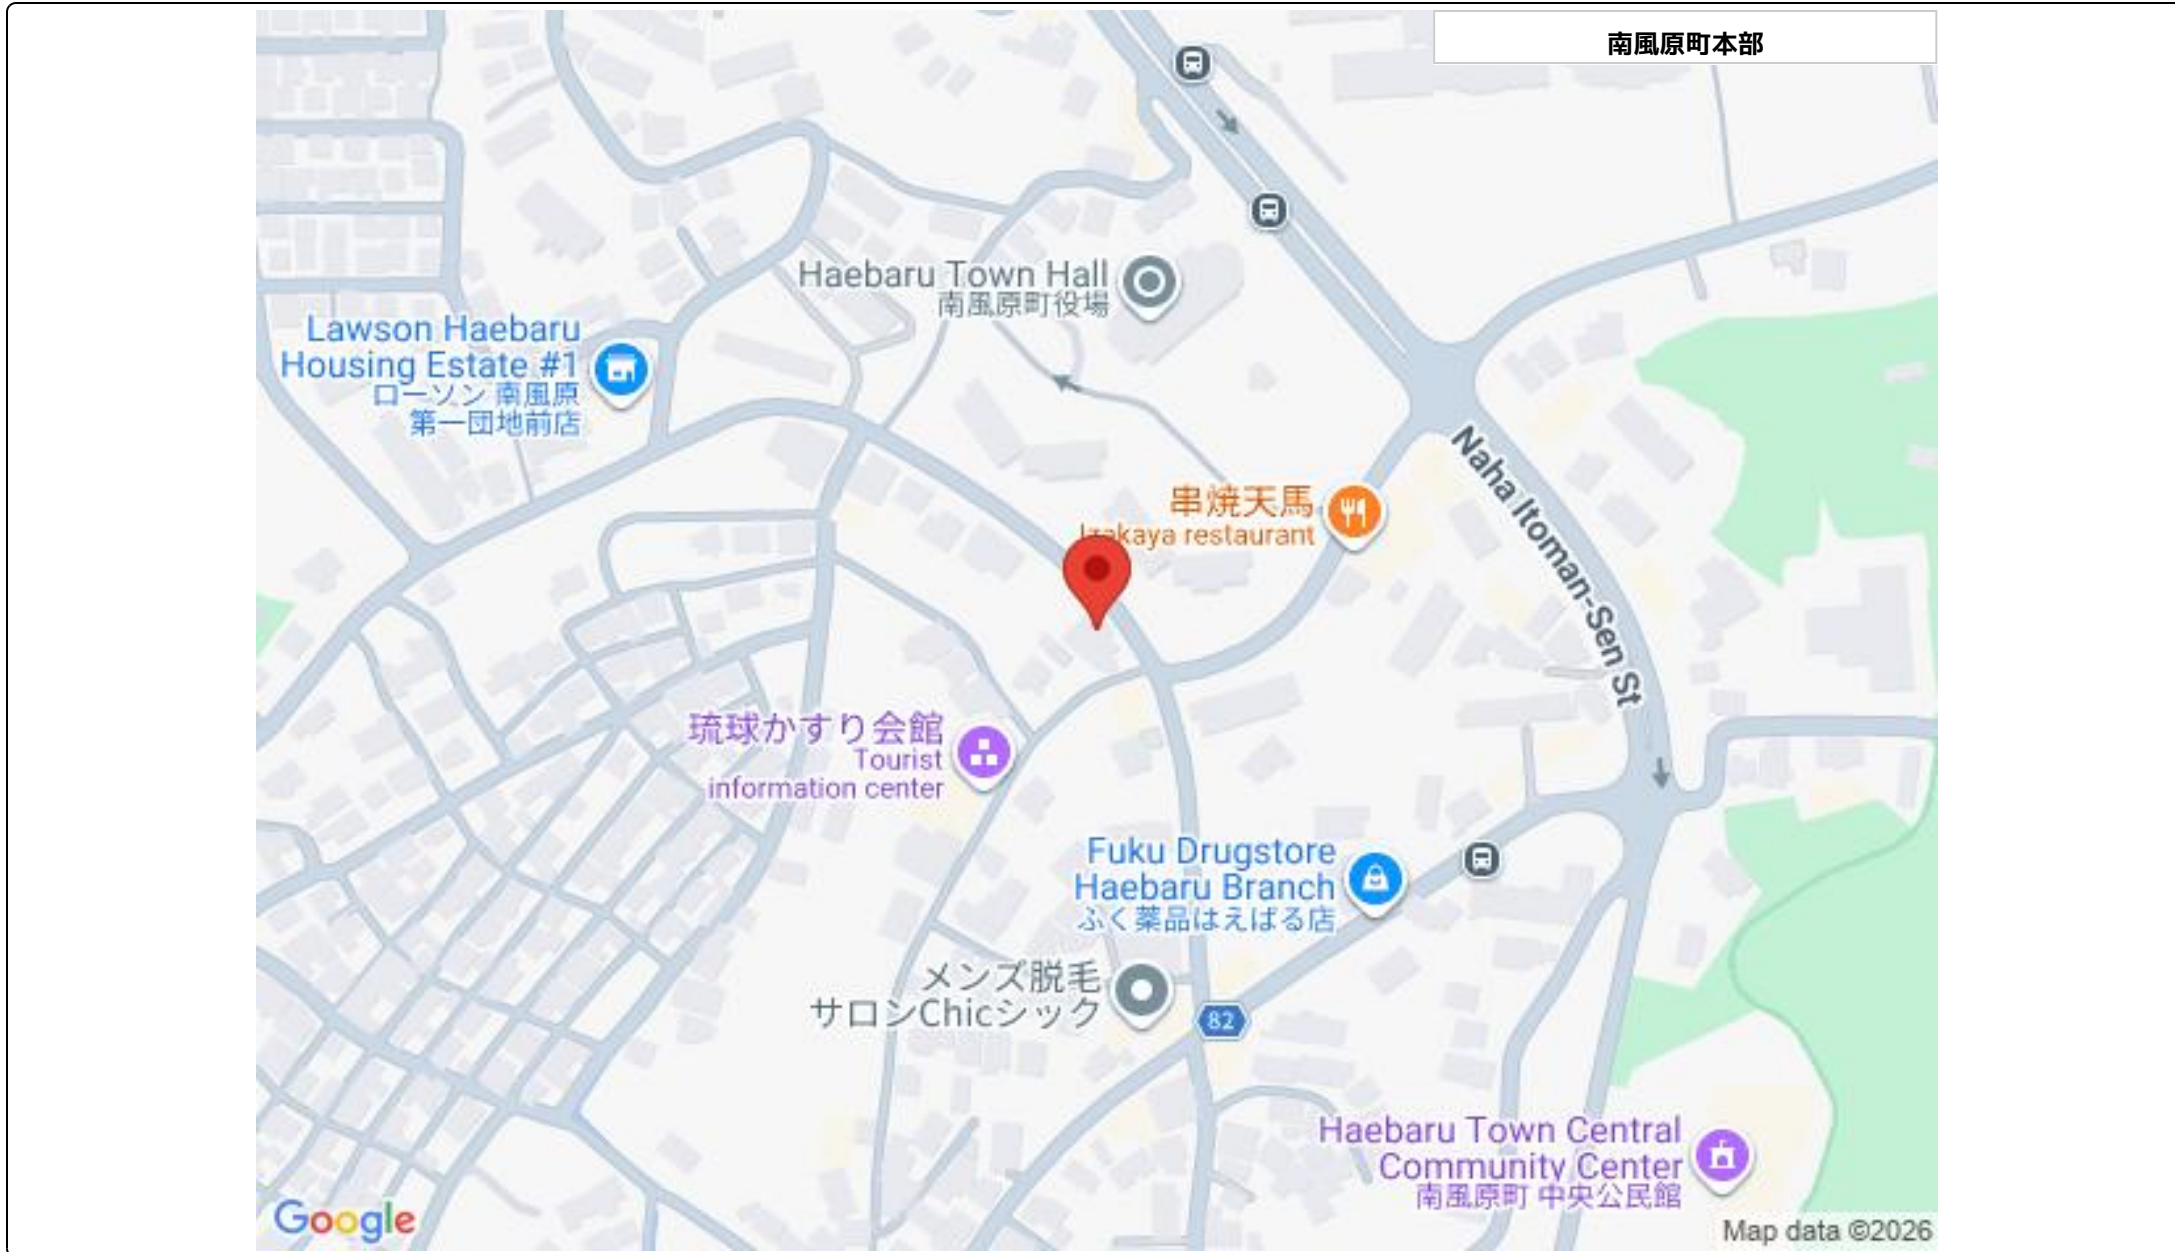 南風原町本部
Haebaru Town Hall
南風原町役場
Lawson Haebaru
Housing Estate #1
ローソン 南風原
第一団地前店
串焼天馬
Izakaya restaurant
Naha Itoman-Sen St
琉球かすり会館
Tourist
information center
Fuku Drugstore
Haebaru Branch
ふく薬品はえばる店
メンズ脱毛
サロンChicシック
82
Haebaru Town Central
Community Center
南風原町 中央公民館
Google
Map data ©2026